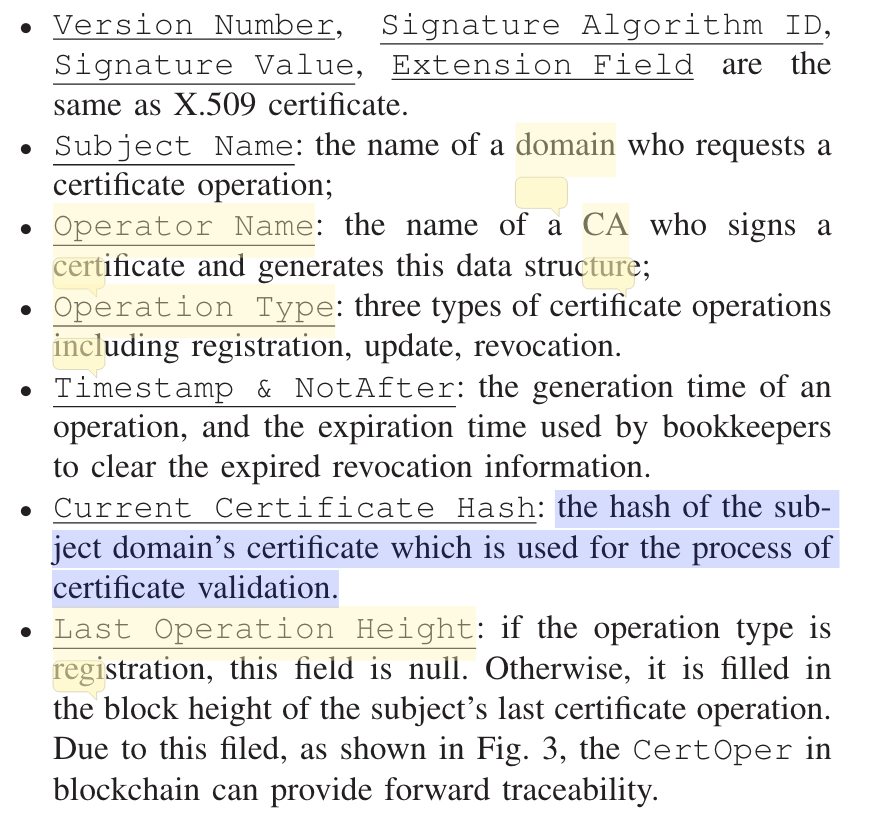 • Version Number, Signature Algorithm ID,
Signature Value, Extension Field are the
same as X.509 certificate.
• Subject Name: the name of a domain who requests a
certificate operation;
• Operator Name: the name of a CA who signs a
certificate and generates this data structure;
• Operation Type: three types of certificate operations
including registration, update, revocation.
• Timestamp & NotAfter: the generation time of an
operation, and the expiration time used by bookkeepers
to clear the expired revocation information.
• Current Certificate Hash: the hash of the sub-
ject domain's certificate which is used for the process of
certificate validation.
• Last Operation Height: if the operation type is
registration, this field is null. Otherwise, it is filled in
the block height of the subject's last certificate operation.
Due to this filed, as shown in Fig. 3, the CertOper in
blockchain can provide forward traceability.